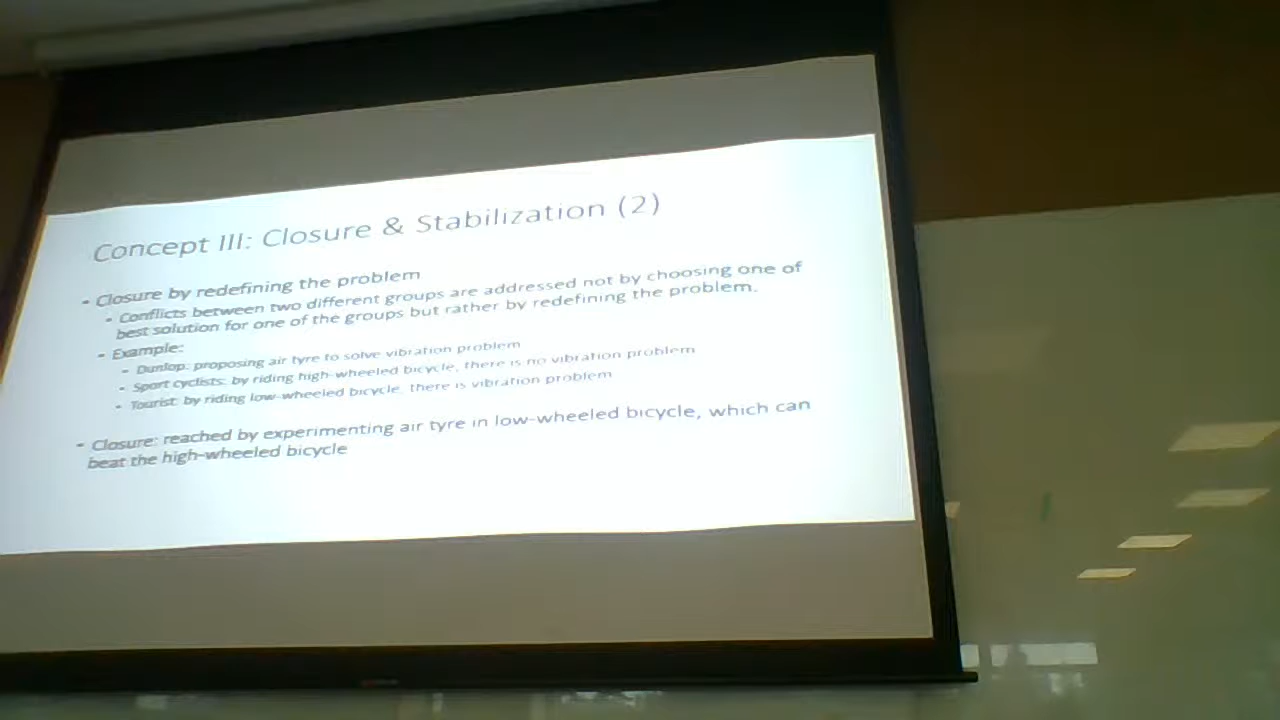 Concept III: Closure & Stabilization (2)
• Closure by redefining the problem
• Conflicts between two different groups are addressed not by choosing one of
best solution for one of the groups but rather by redefining the problem.
• Example:
• Dunlop: proposing air tyre to solve vibration problem
• Sport cyclists: by riding high-wheeled bicycle, there is no vibration problem
• Tourist: by riding low-wheeled bicycle, there is vibration problem
• Closure: reached by experimenting air tyre in low-wheeled bicycle, which can
beat the high-wheeled bicycle